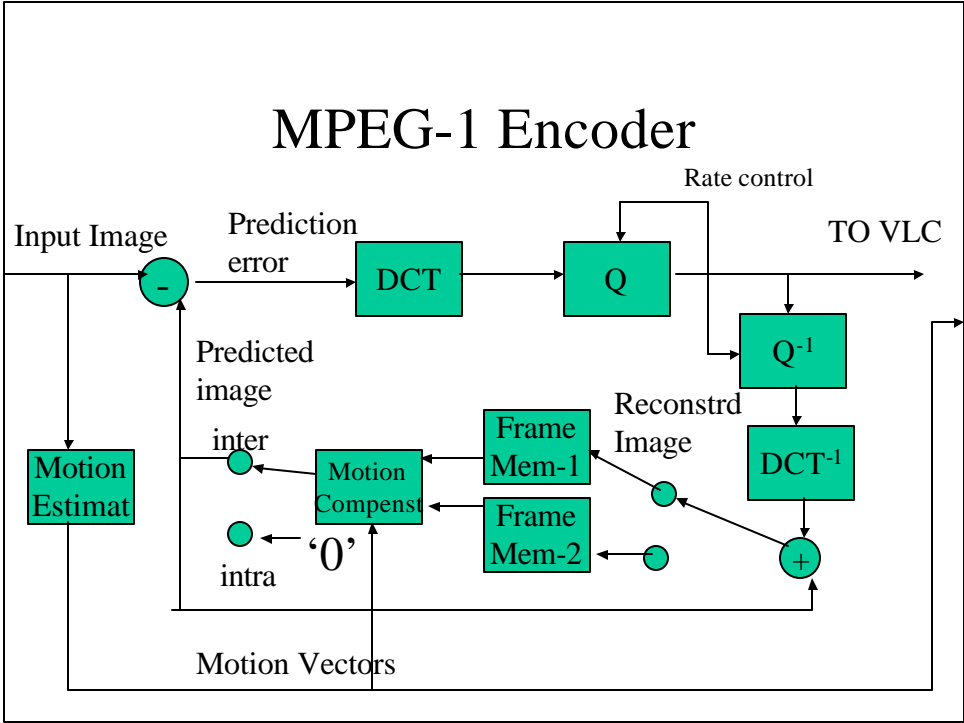 MPEG-1 Encoder
Rate control
Input Image
Prediction
error
TO VLC
-
DCT
Q
Q-1
Predicted
image
Reconstrd
Image
inter
Frame
Mem-1
DCT-1
Motion
Estimat
Motion
Compenst
Frame
Mem-2
+
'0'
intra
Motion Vectors